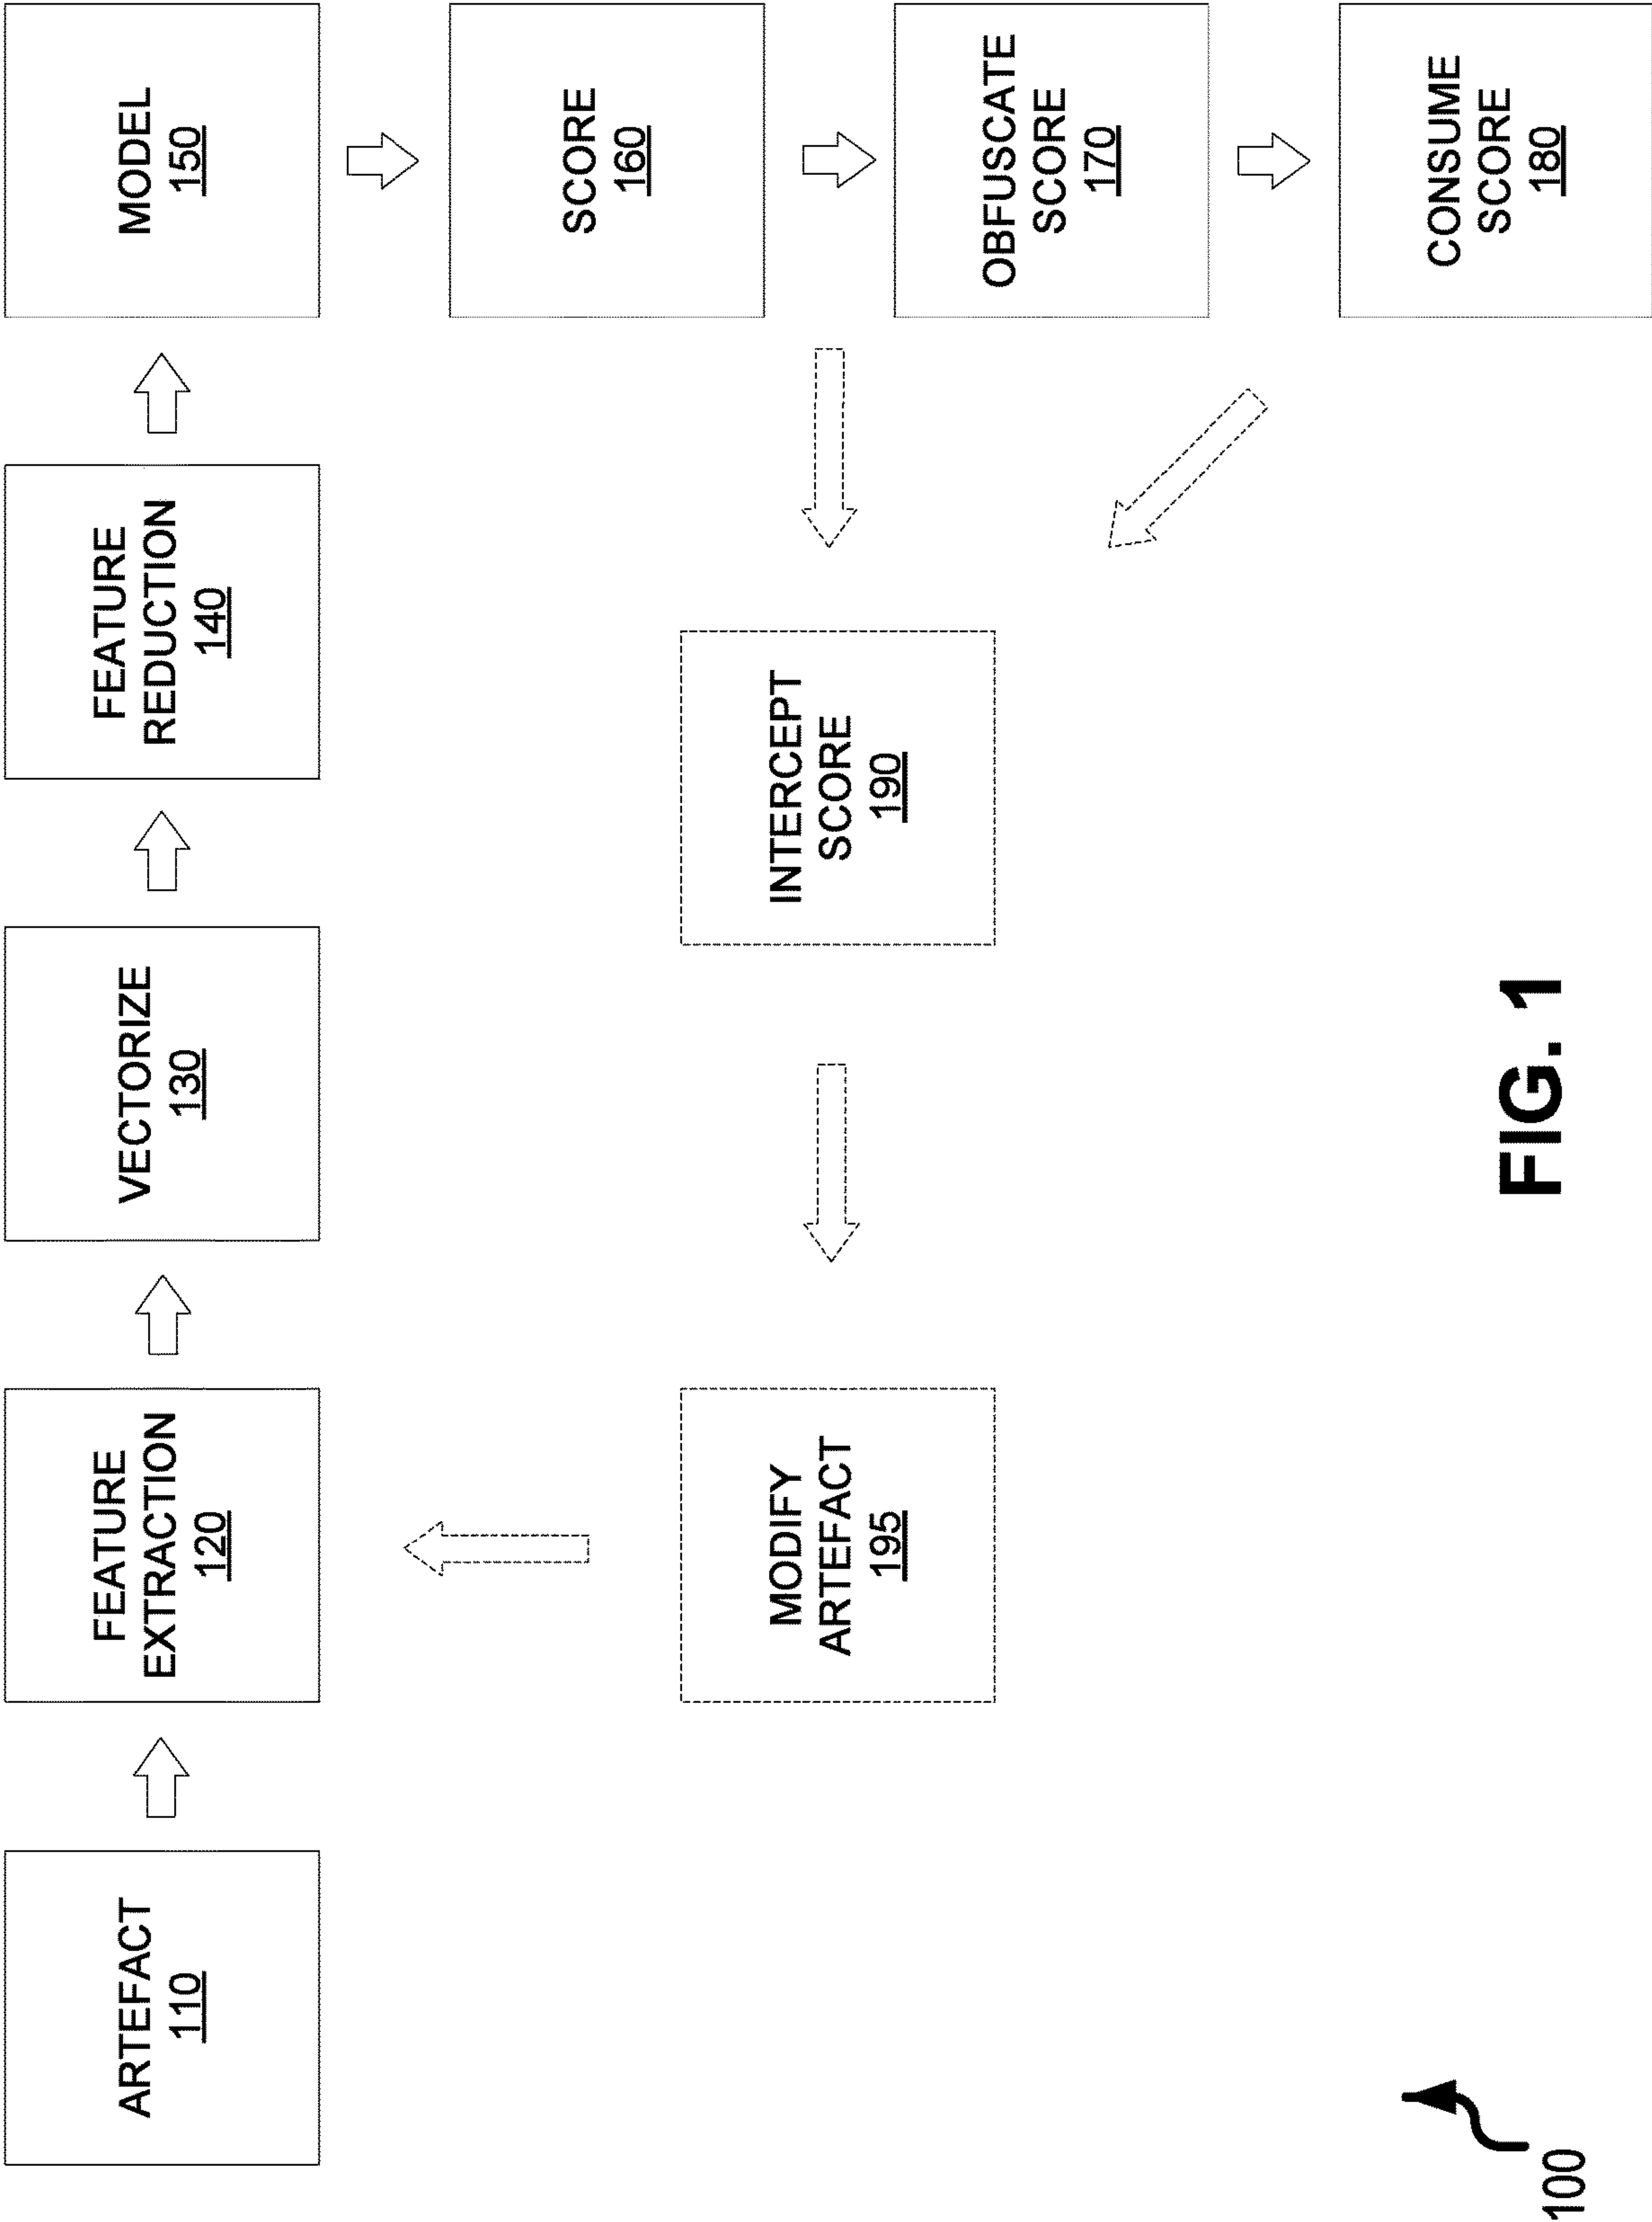 ARTEFACT
110
FEATURE
EXTRACTION
120
VECTORIZE
130
FEATURE
REDUCTION
140
MODEL
150
SCORE
160
OBFUSCATE
SCORE
170
CONSUME
SCORE
180
INTERCEPT
SCORE
190
MODIFY
ARTEFACT
195
100
FIG. 1